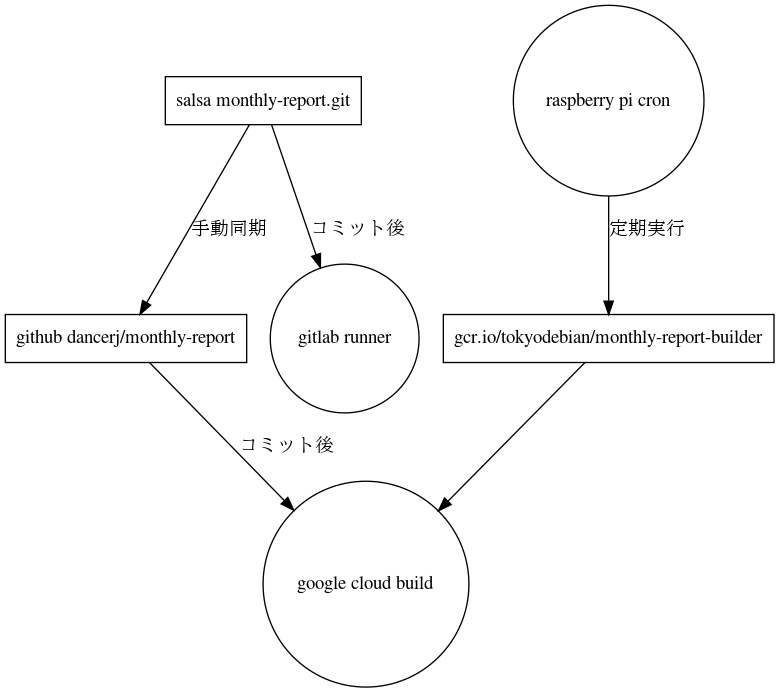 raspberry pi cron
salsa monthly-report.git
手動同期
コミット後
定期実行
github dancerj/monthly-report
gitlab runner
gcr.io/tokyodebian/monthly-report-builder
コミット後
google cloud build